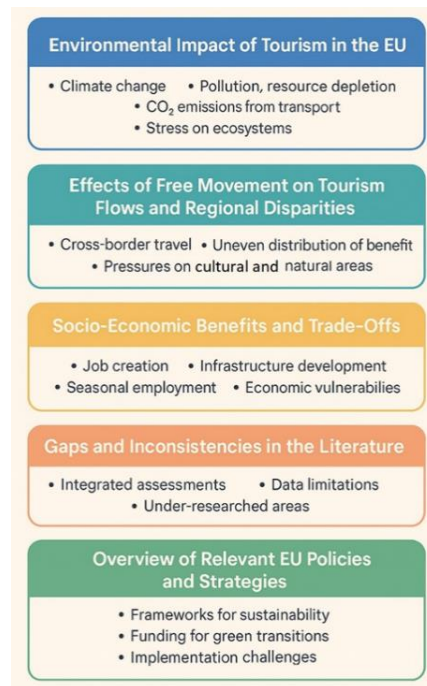 Environmental Impact of Tourism in the EU
• Climate change • Pollution, resource depletion
• CO₂ emissions from transport
• Stress on ecosystems
Effects of Free Movement on Tourism
Flows and Regional Disparities
• Cross-border travel • Uneven distribution of benefit
• Pressures on cultural and natural areas
Socio-Economic Benefits and Trade-Offs
• Job creation • Infrastructure development
• Seasonal employment • Economic vulnerabilies
Gaps and Inconsistencies in the Literature
• Integrated assessments • Data limitations
• Under-researched areas
Overview of Relevant EU Policies
and Strategies
• Frameworks for sustainability
• Funding for green transitions
• Implementation challenges